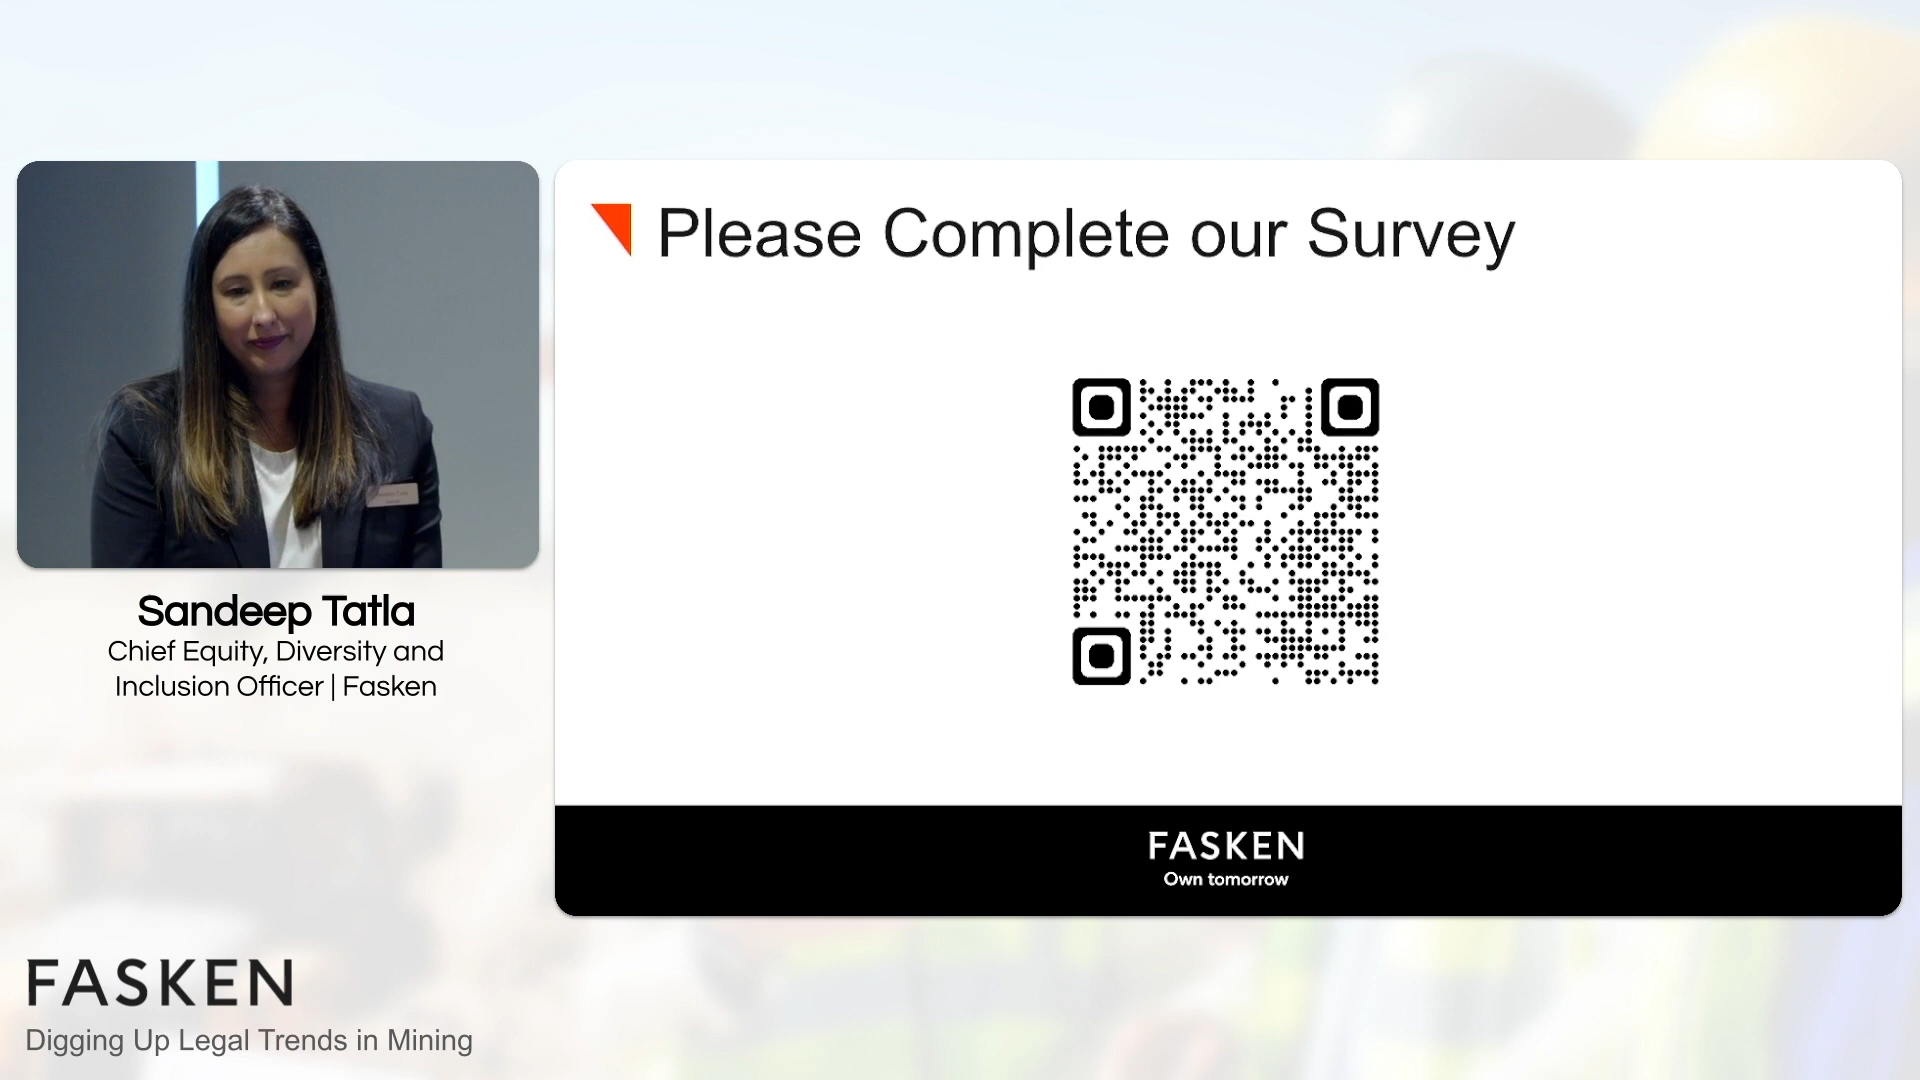 Please Complete our Survey
Sandeep Tatla
Chief Equity, Diversity and
Inclusion Officer | Fasken
FASKEN
Own tomorrow
FASKEN
Digging Up Legal Trends in Mining